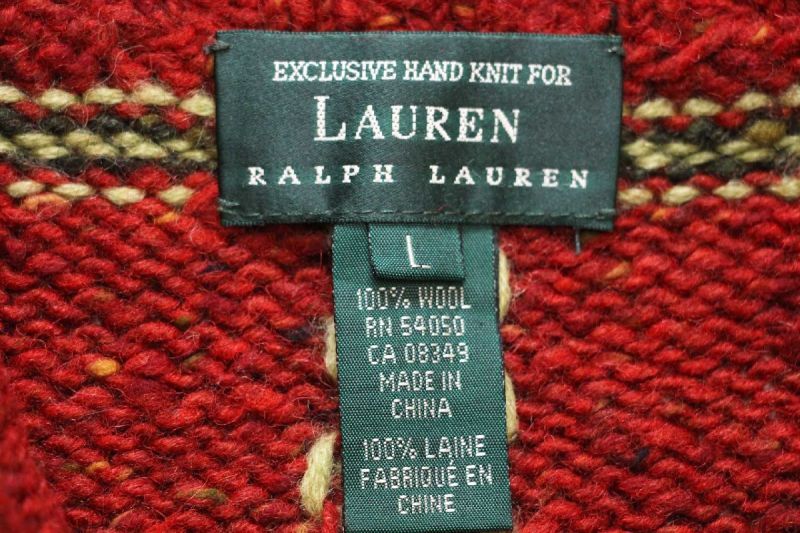 EXCLUSIVE HAND KNIT FOR
LAUREN
RALPH LAUREN
L
100% WOOL
RN 54050
CA 08349
MADE IN
CHINA
100% LAINE
FABRIQUÉ EN
CHINE